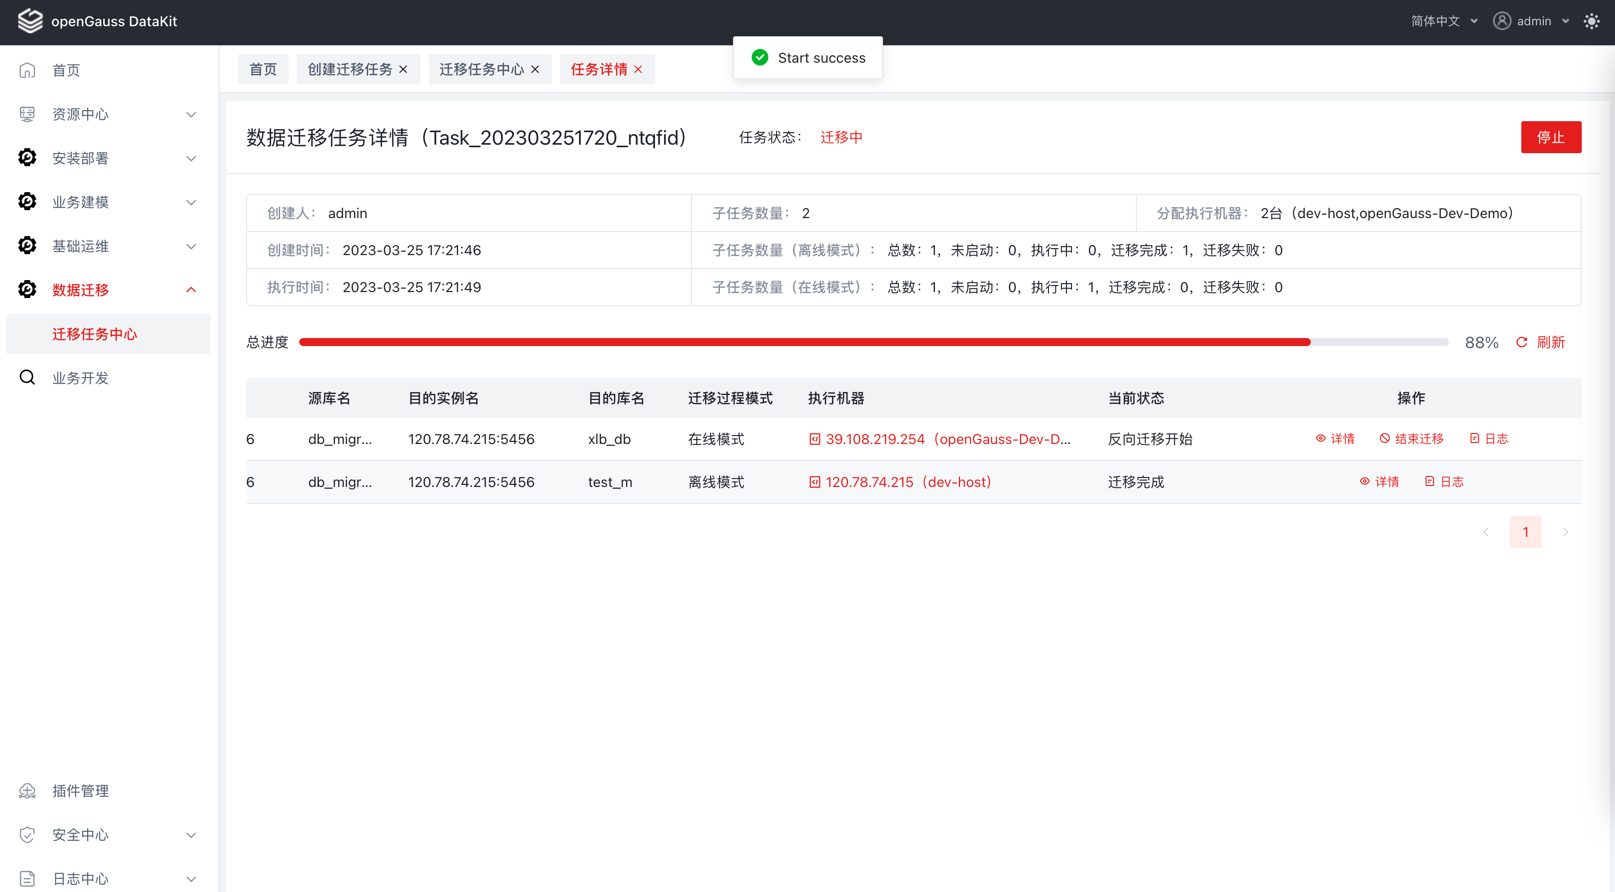 openGauss DataKit
简体中文
admin
Start success
首页
资源中心
安装部署
业务建模
基础运维
数据迁移
迁移任务中心
业务开发
插件管理
安全中心
日志中心
首页
创建迁移任务
迁移任务中心
任务详情
数据迁移任务详情（Task_202303251720_ntqfid）
任务状态： 迁移中
停止
创建人： admin
子任务数量： 2
分配执行机器： 2台（dev-host,openGauss-Dev-Demo）
创建时间： 2023-03-25 17:21:46
子任务数量（离线模式）： 总数：1，未启动：0，执行中：0，迁移完成：1，迁移失败：0
执行时间： 2023-03-25 17:21:49
子任务数量（在线模式）： 总数：1，未启动：0，执行中：1，迁移完成：0，迁移失败：0
总进度 88% 刷新
源库名 目的实例名 目的库名 迁移过程模式 执行机器 当前状态 操作
6 db_migr... 120.78.74.215:5456 xlb_db 在线模式 39.108.219.254（openGauss-Dev-D... 反向迁移开始 详情 结束迁移 日志
6 db_migr... 120.78.74.215:5456 test_m 离线模式 120.78.74.215（dev-host） 迁移完成 详情 日志
1